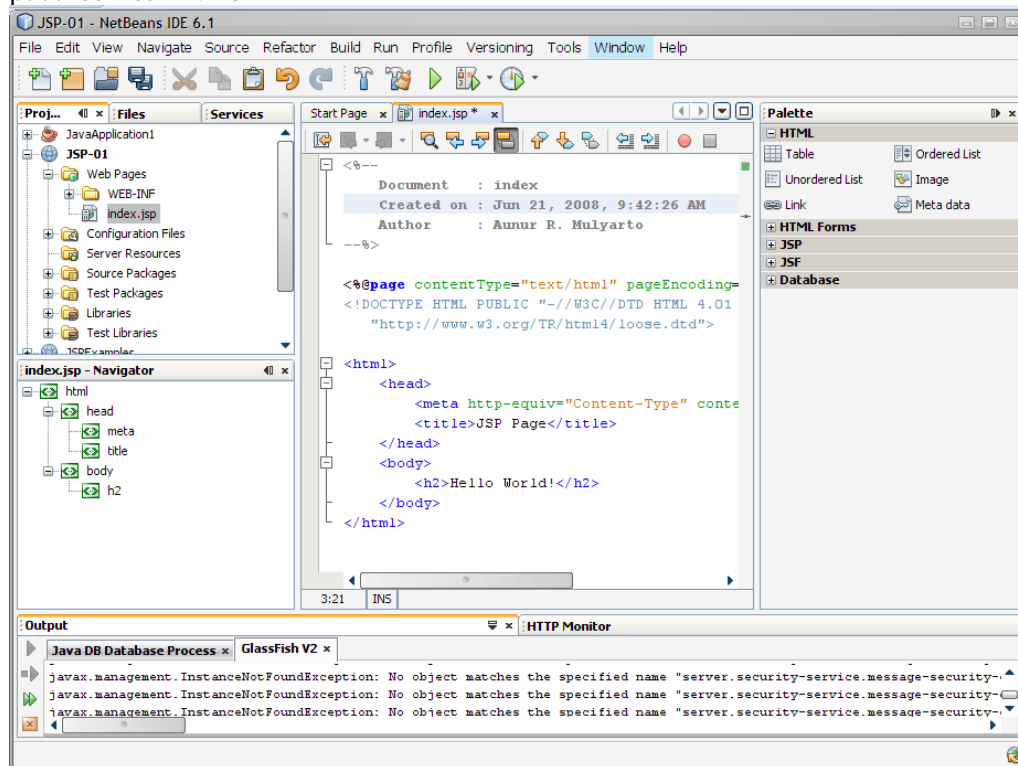 JSP-01 - NetBeans IDE 6.1
File Edit View Navigate Source Refactor Build Run Profile Versioning Tools Window Help
Proj... Files Services
JavaApplication1
JSP-01
Web Pages
WEB-INF
index.jsp
Configuration Files
Server Resources
Source Packages
Test Packages
Libraries
Test Libraries
JSPExamples
index.jsp - Navigator
html
head
meta
title
body
h2
Start Page index.jsp *
<%--
Document : index
Created on : Jun 21, 2008, 9:42:26 AM
Author : Aunur R. Mulyarto
--%>
<%@page contentType="text/html" pageEncoding=
<!DOCTYPE HTML PUBLIC "-//W3C//DTD HTML 4.01
"http://www.w3.org/TR/html4/loose.dtd">
<html>
<head>
<meta http-equiv="Content-Type" conte
<title>JSP Page</title>
</head>
<body>
<h2>Hello World!</h2>
</body>
</html>
3:21 INS
Palette
HTML
Table Ordered List
Unordered List Image
Link Meta data
HTML Forms
JSP
JSF
Database
Output HTTP Monitor
Java DB Database Process GlassFish V2
javax.management.InstanceNotFoundException: No object matches the specified name "server.security-service.message-security-
javax.management.InstanceNotFoundException: No object matches the specified name "server.security-service.message-security-
javax.management.InstanceNotFoundException: No object matches the specified name "server.security-service.message-security-